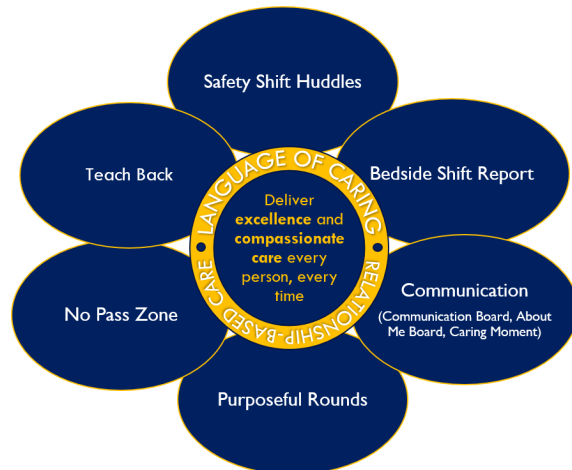 Safety Shift Huddles
Teach Back
Bedside Shift Report
LANGUAGE OF CARING
Deliver
excellence and
compassionate
care every
person, every
time
RELATIONSHIP-BASED CARE
No Pass Zone
Communication
(Communication Board, About
Me Board, Caring Moment)
Purposeful Rounds